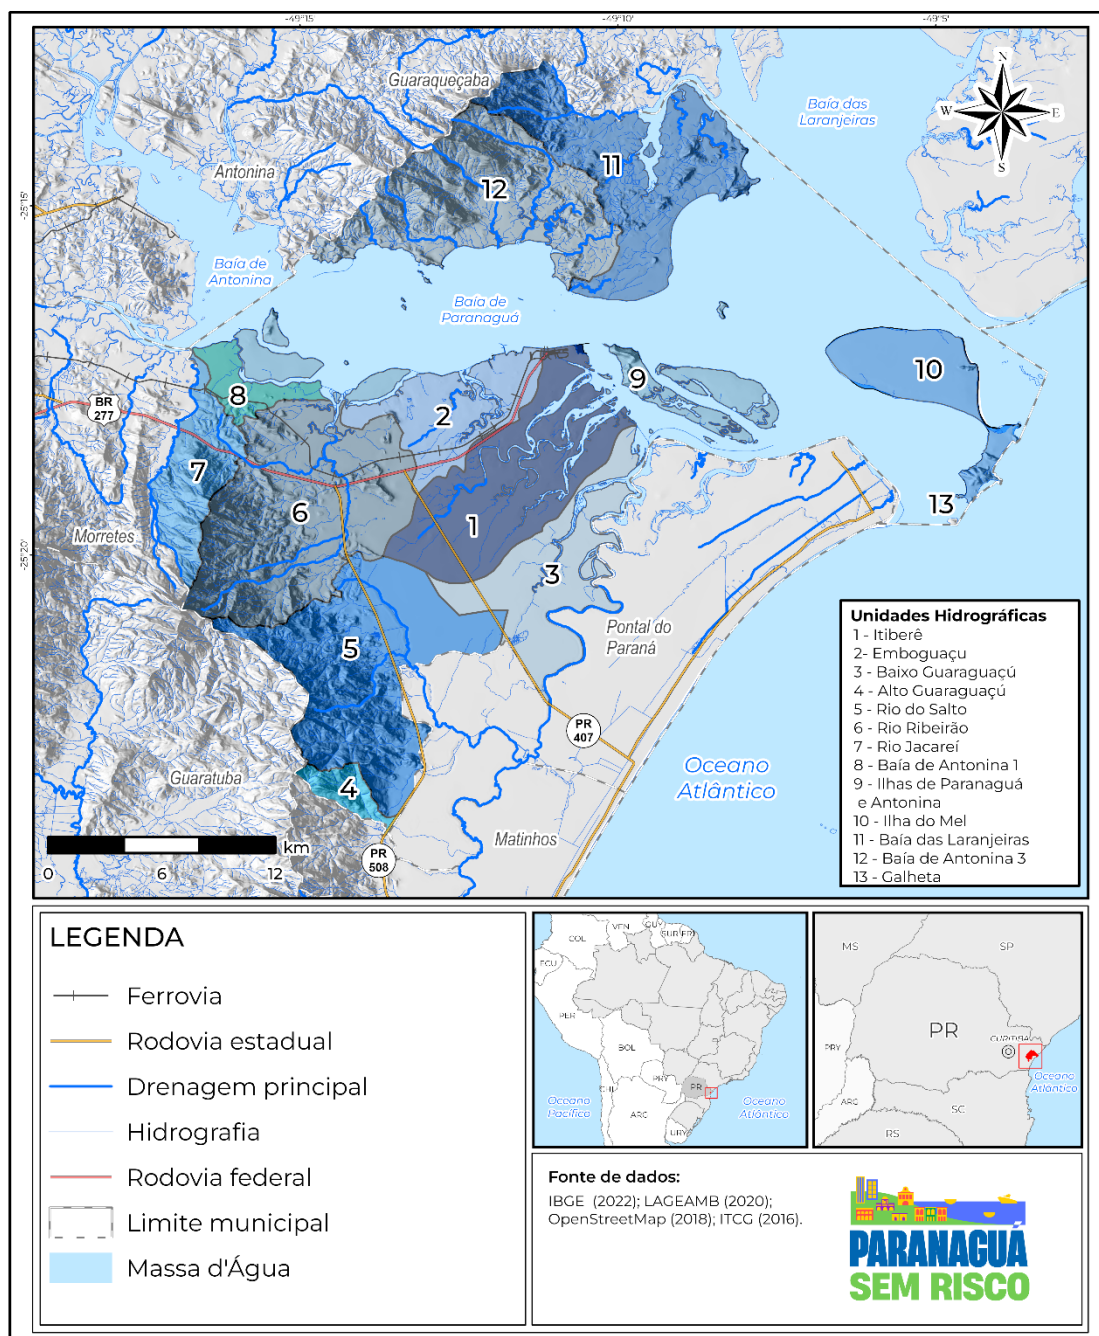 -49°15'
-49°10'
-49°5'
Guaraqueçaba
Baía das
Laranjeiras
N
W
E
S
11
Antonina
12
-25°15'
Baía de
Antonina
Baía de
Paranaguá
10
9
8
BR
277
2
7
13
6
1
Morretes
-25°20'
3
Pontal do
Paraná
5
PR
407
Guaratuba
4
Oceano
Atlântico
Matinhos
km
0
6
12
PR
508
Unidades Hidrográficas
1 - Itiberê
2- Emboguaçu
3 - Baixo Guaraguaçú
4 - Alto Guaraguaçú
5 - Rio do Salto
6 - Rio Ribeirão
7 - Rio Jacareí
8 - Baía de Antonina 1
9 - Ilhas de Paranaguá
e Antonina
10 - Ilha do Mel
11 - Baía das Laranjeiras
12 - Baía de Antonina 3
13 - Galheta
LEGENDA
Ferrovia
Rodovia estadual
Drenagem principal
Hidrografia
Rodovia federal
Limite municipal
Massa d'Água
VEN
GUY
COL
SUR
ECU
PER
BOL
PRY
CHL
PR
Oceano
Pacífico
ARG
Oceano
Atlântico
URY
MS
SP
PR
CURITIBA
PRY
Oceano
Atlântico
ARG
SC
RS
Fonte de dados:
IBGE (2022); LAGEAMB (2020);
OpenStreetMap (2018); ITCG (2016).
PARANAGUÁ
SEM RISCO